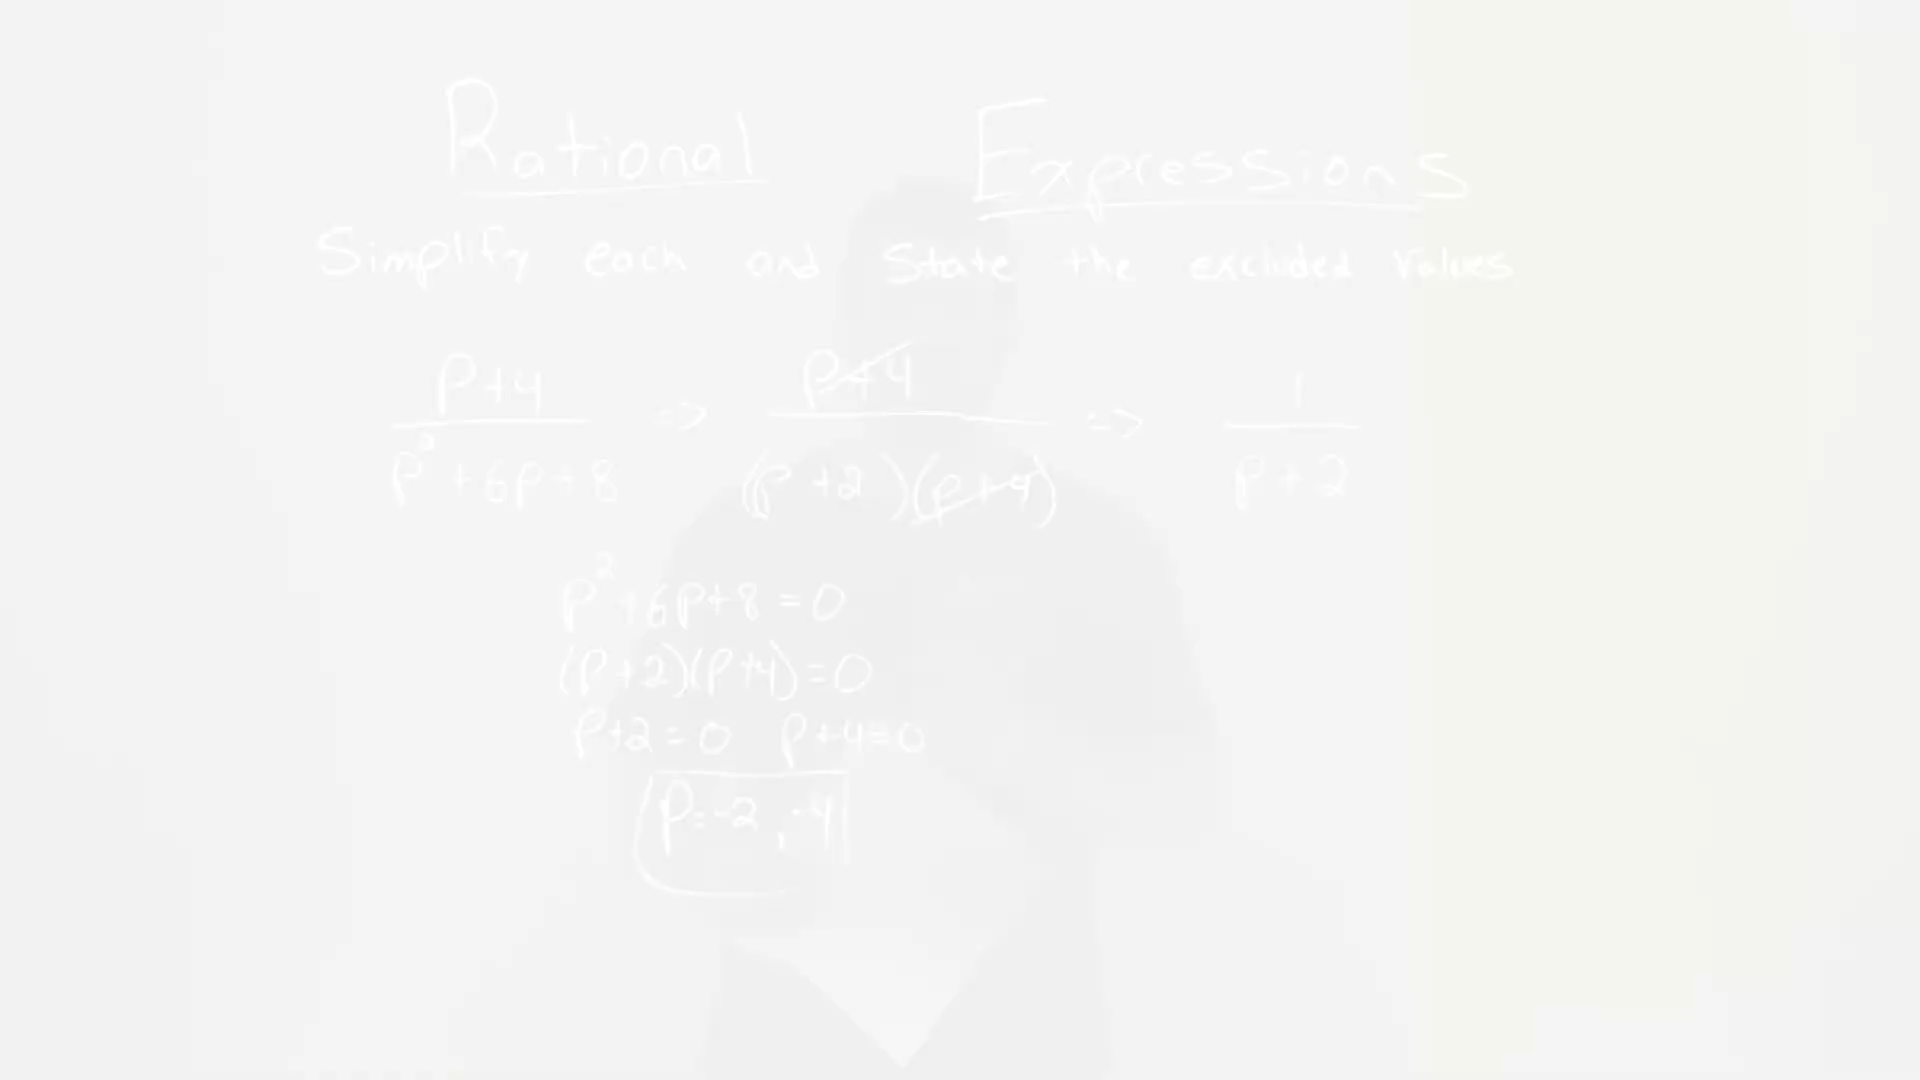 Rational Expressions
Simplify each and state the excluded values
p+4 / p²+6p+8 => p+4 / (p+2)(p+4) => 1 / p+2
p²+6p+8=0
(p+2)(p+4)=0
p+2=0 p+4=0
p=-2,-4